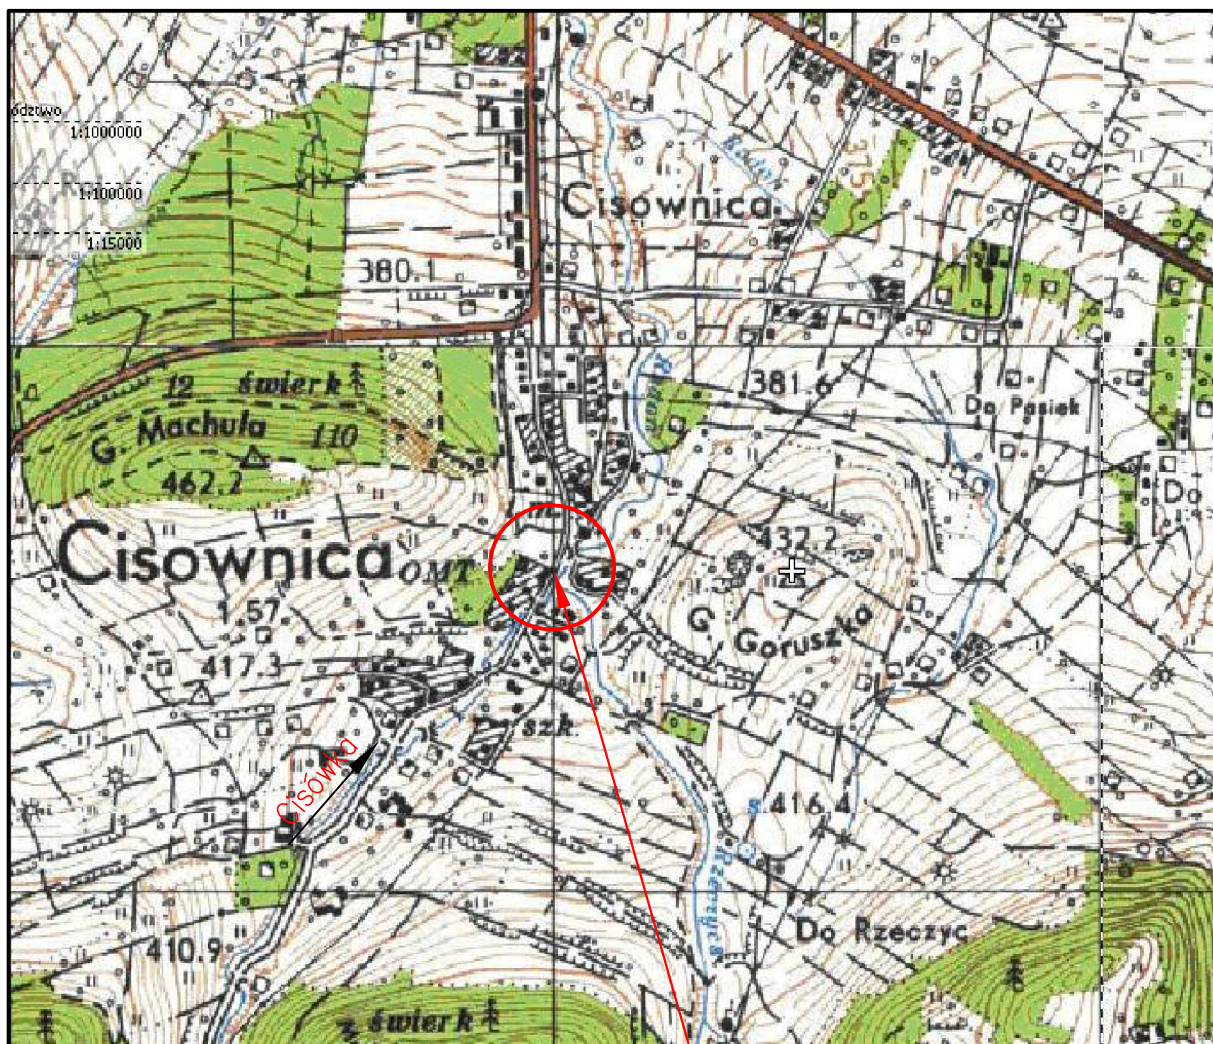 ództwo
1:1000000
1:100000
1:15000
Cisownica
375
380.1
12 świerk
110
G. Machuła
462.2
381.6
Do Pasiek
Do
Cisownica
OMT
432.2
G. Goruszka
1.57
417.3
szk.
Cisówka
s.416.4
410.9
Do Rzeczyc
świerk